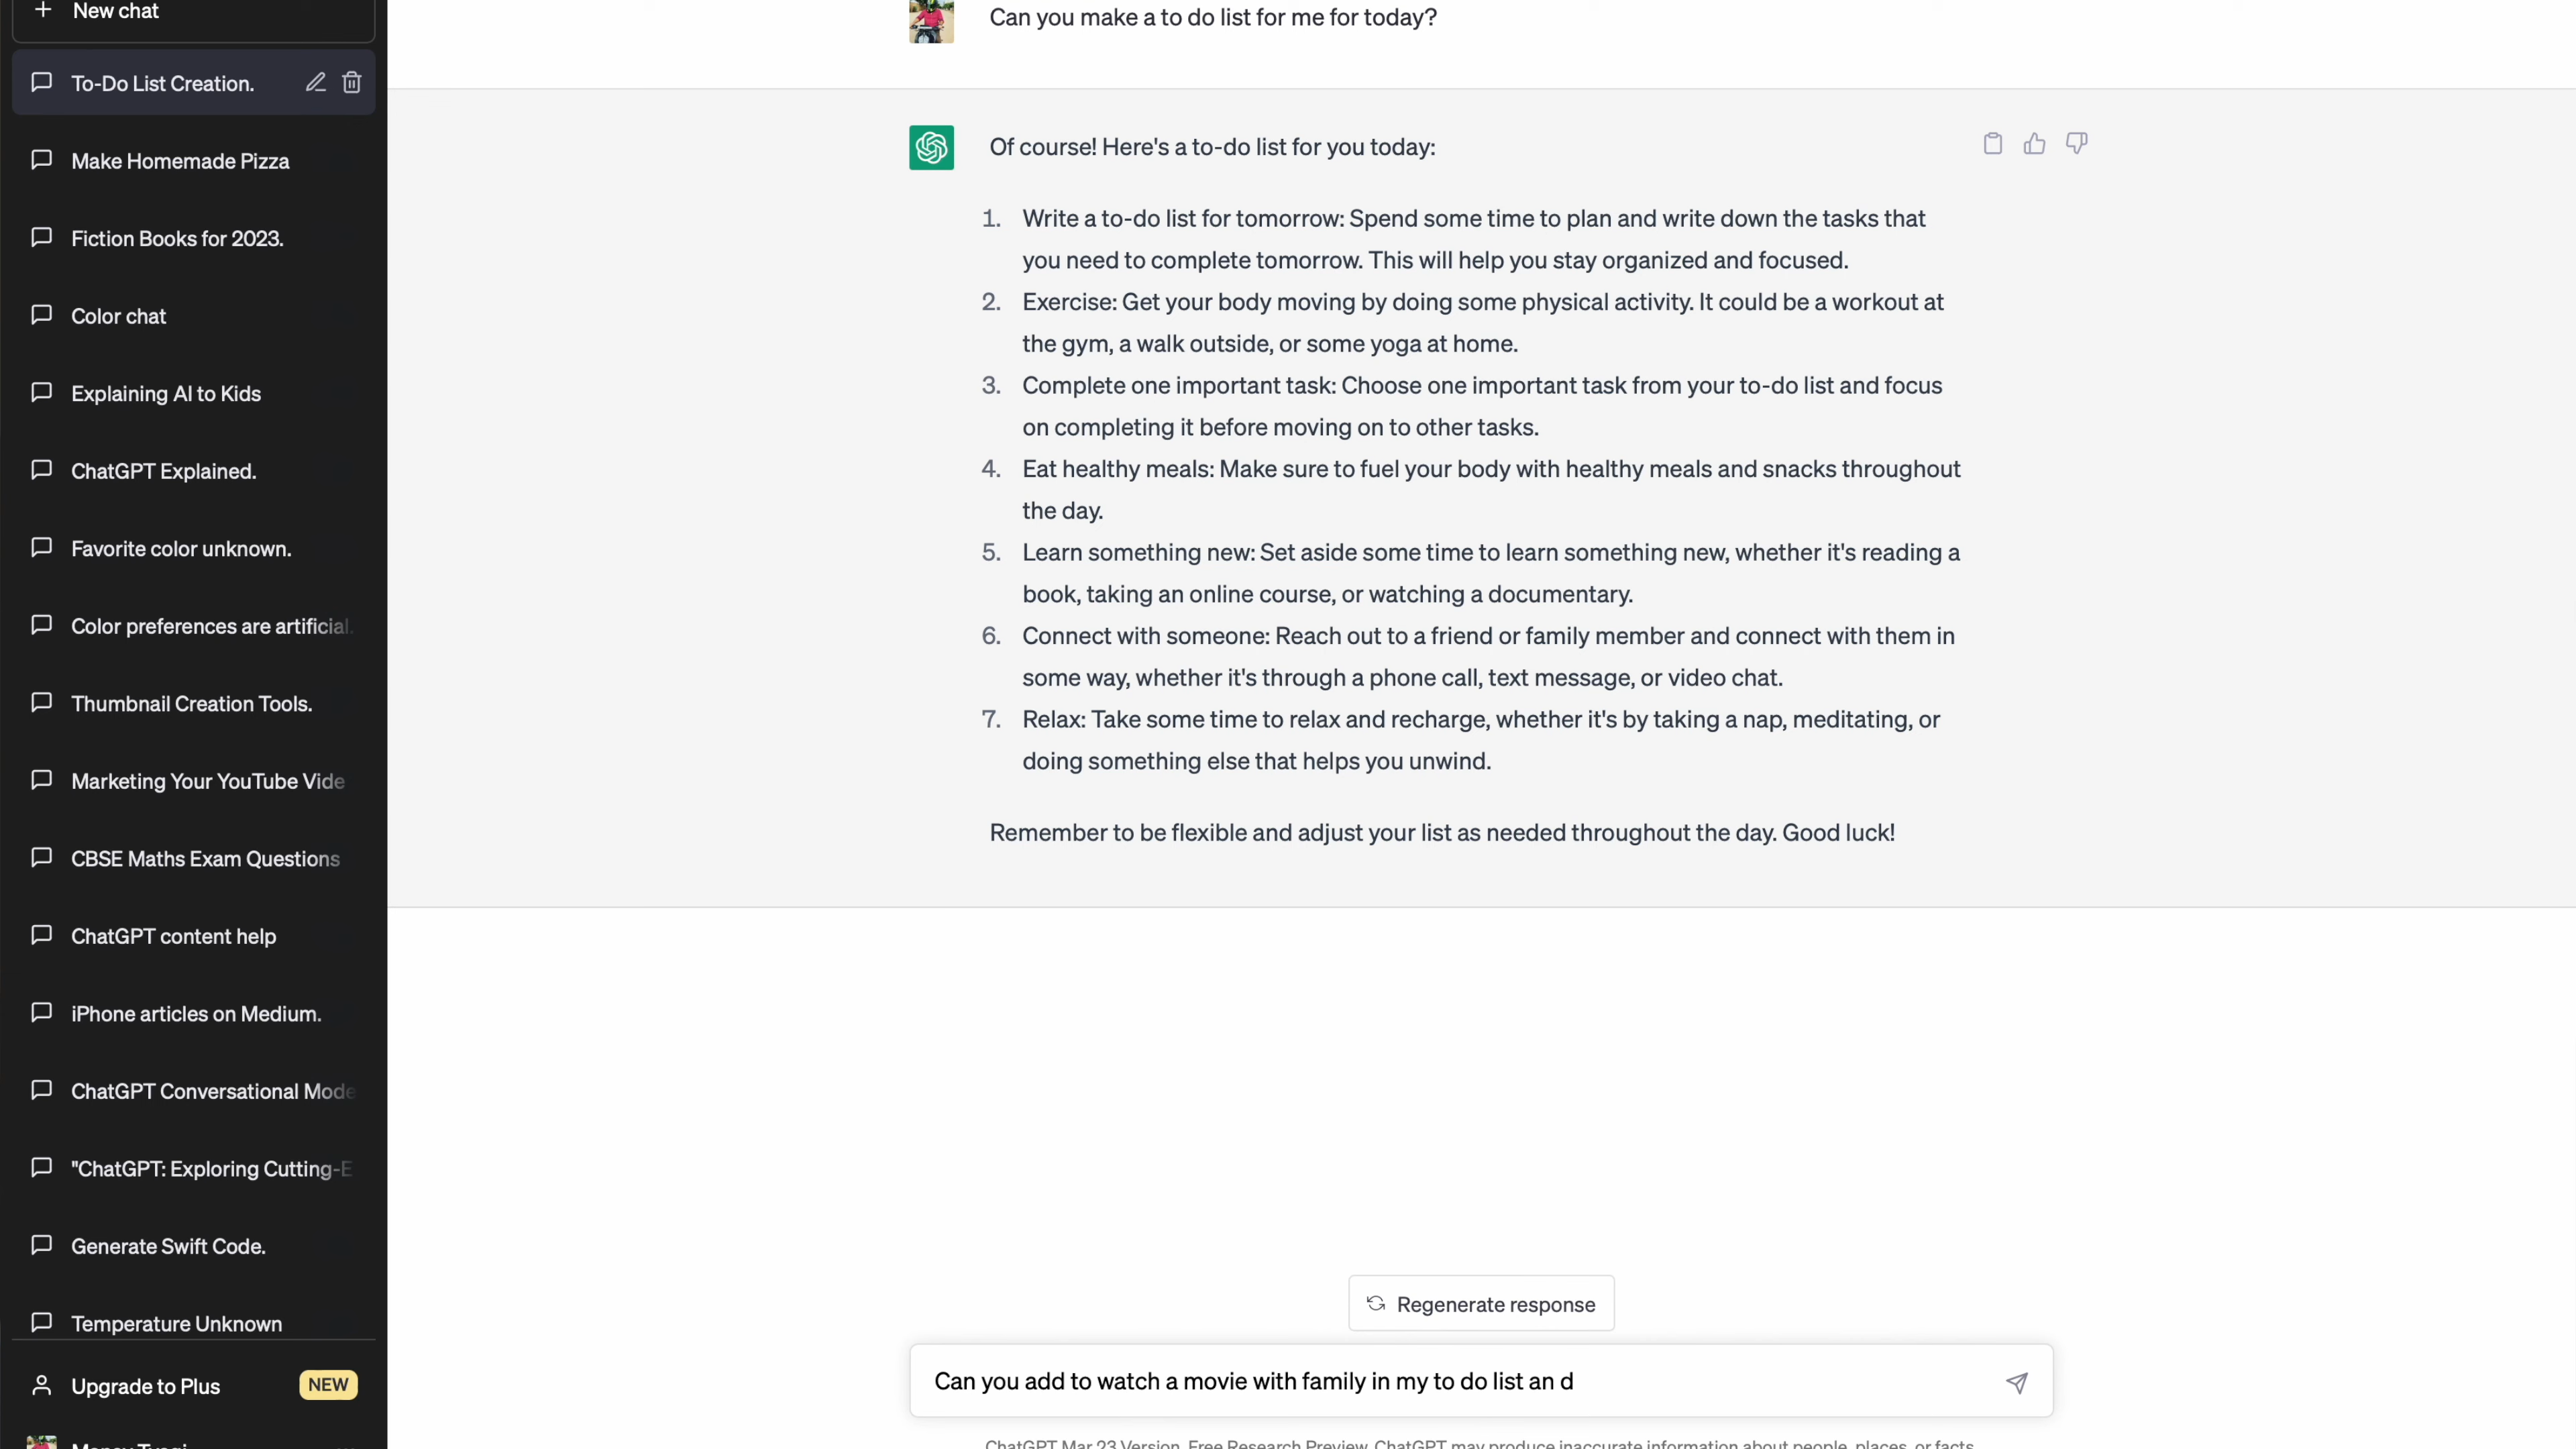 New chat
To-Do List Creation.
Make Homemade Pizza
Fiction Books for 2023.
Color chat
Explaining AI to Kids
ChatGPT Explained.
Favorite color unknown.
Color preferences are artificial.
Thumbnail Creation Tools.
Marketing Your YouTube Vide
CBSE Maths Exam Questions
ChatGPT content help
iPhone articles on Medium.
ChatGPT Conversational Mode
"ChatGPT: Exploring Cutting-E
Generate Swift Code.
Temperature Unknown
Upgrade to Plus NEW
Can you make a to do list for me for today?
Of course! Here's a to-do list for you today:
1. Write a to-do list for tomorrow: Spend some time to plan and write down the tasks that
you need to complete tomorrow. This will help you stay organized and focused.
2. Exercise: Get your body moving by doing some physical activity. It could be a workout at
the gym, a walk outside, or some yoga at home.
3. Complete one important task: Choose one important task from your to-do list and focus
on completing it before moving on to other tasks.
4. Eat healthy meals: Make sure to fuel your body with healthy meals and snacks throughout
the day.
5. Learn something new: Set aside some time to learn something new, whether it's reading a
book, taking an online course, or watching a documentary.
6. Connect with someone: Reach out to a friend or family member and connect with them in
some way, whether it's through a phone call, text message, or video chat.
7. Relax: Take some time to relax and recharge, whether it's by taking a nap, meditating, or
doing something else that helps you unwind.
Remember to be flexible and adjust your list as needed throughout the day. Good luck!
Regenerate response
Can you add to watch a movie with family in my to do list an d
ChatGPT Mar 23 Version. Free Research Preview. ChatGPT may produce inaccurate information about people, places, or facts